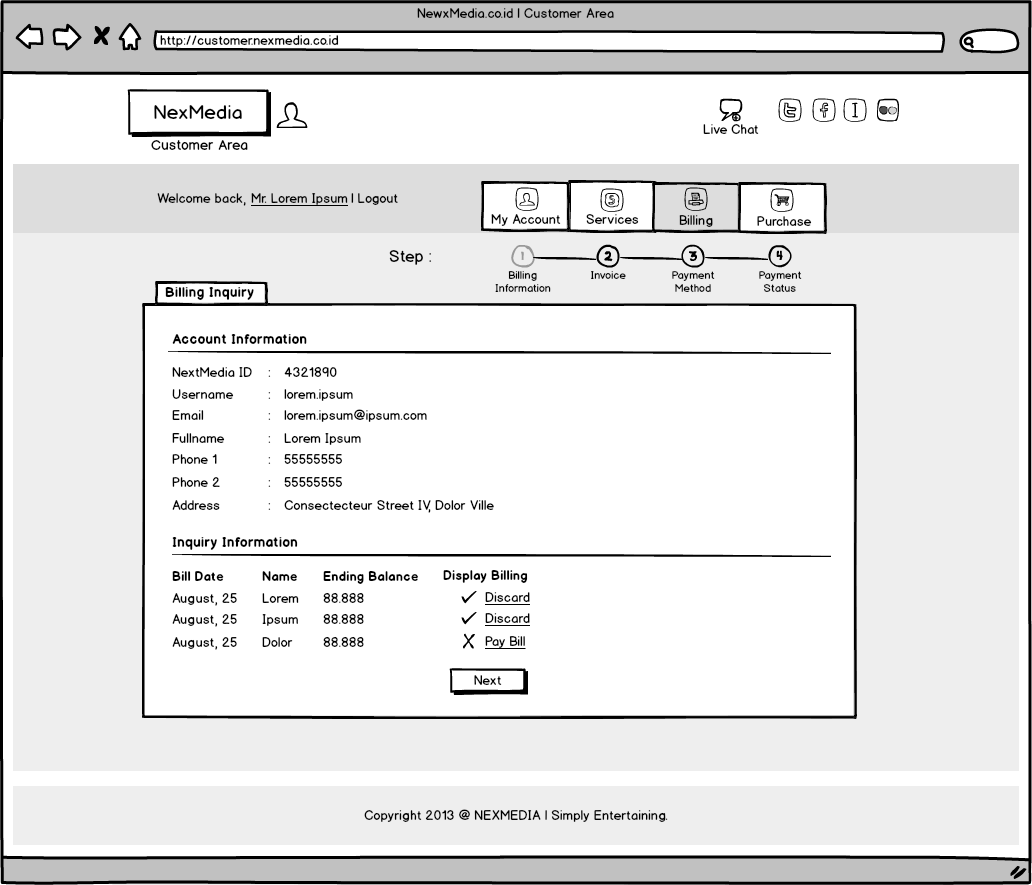 NewxMedia.co.id | Customer Area
http://customer.nexmedia.co.id
NexMedia
Customer Area
Live Chat
Welcome back, Mr. Lorem Ipsum | Logout
My Account
Services
Billing
Purchase
Step :
1
2
3
4
Billing Information
Invoice
Payment Method
Payment Status
Billing Inquiry
Account Information
NextMedia ID : 4321890
Username : lorem.ipsum
Email : lorem.ipsum@ipsum.com
Fullname : Lorem Ipsum
Phone 1 : 55555555
Phone 2 : 55555555
Address : Consectecteur Street IV, Dolor Ville
Inquiry Information
Bill Date Name Ending Balance Display Billing
August, 25 Lorem 88.888 Discard
August, 25 Ipsum 88.888 Discard
August, 25 Dolor 88.888 Pay Bill
Next
Copyright 2013 @ NEXMEDIA | Simply Entertaining.